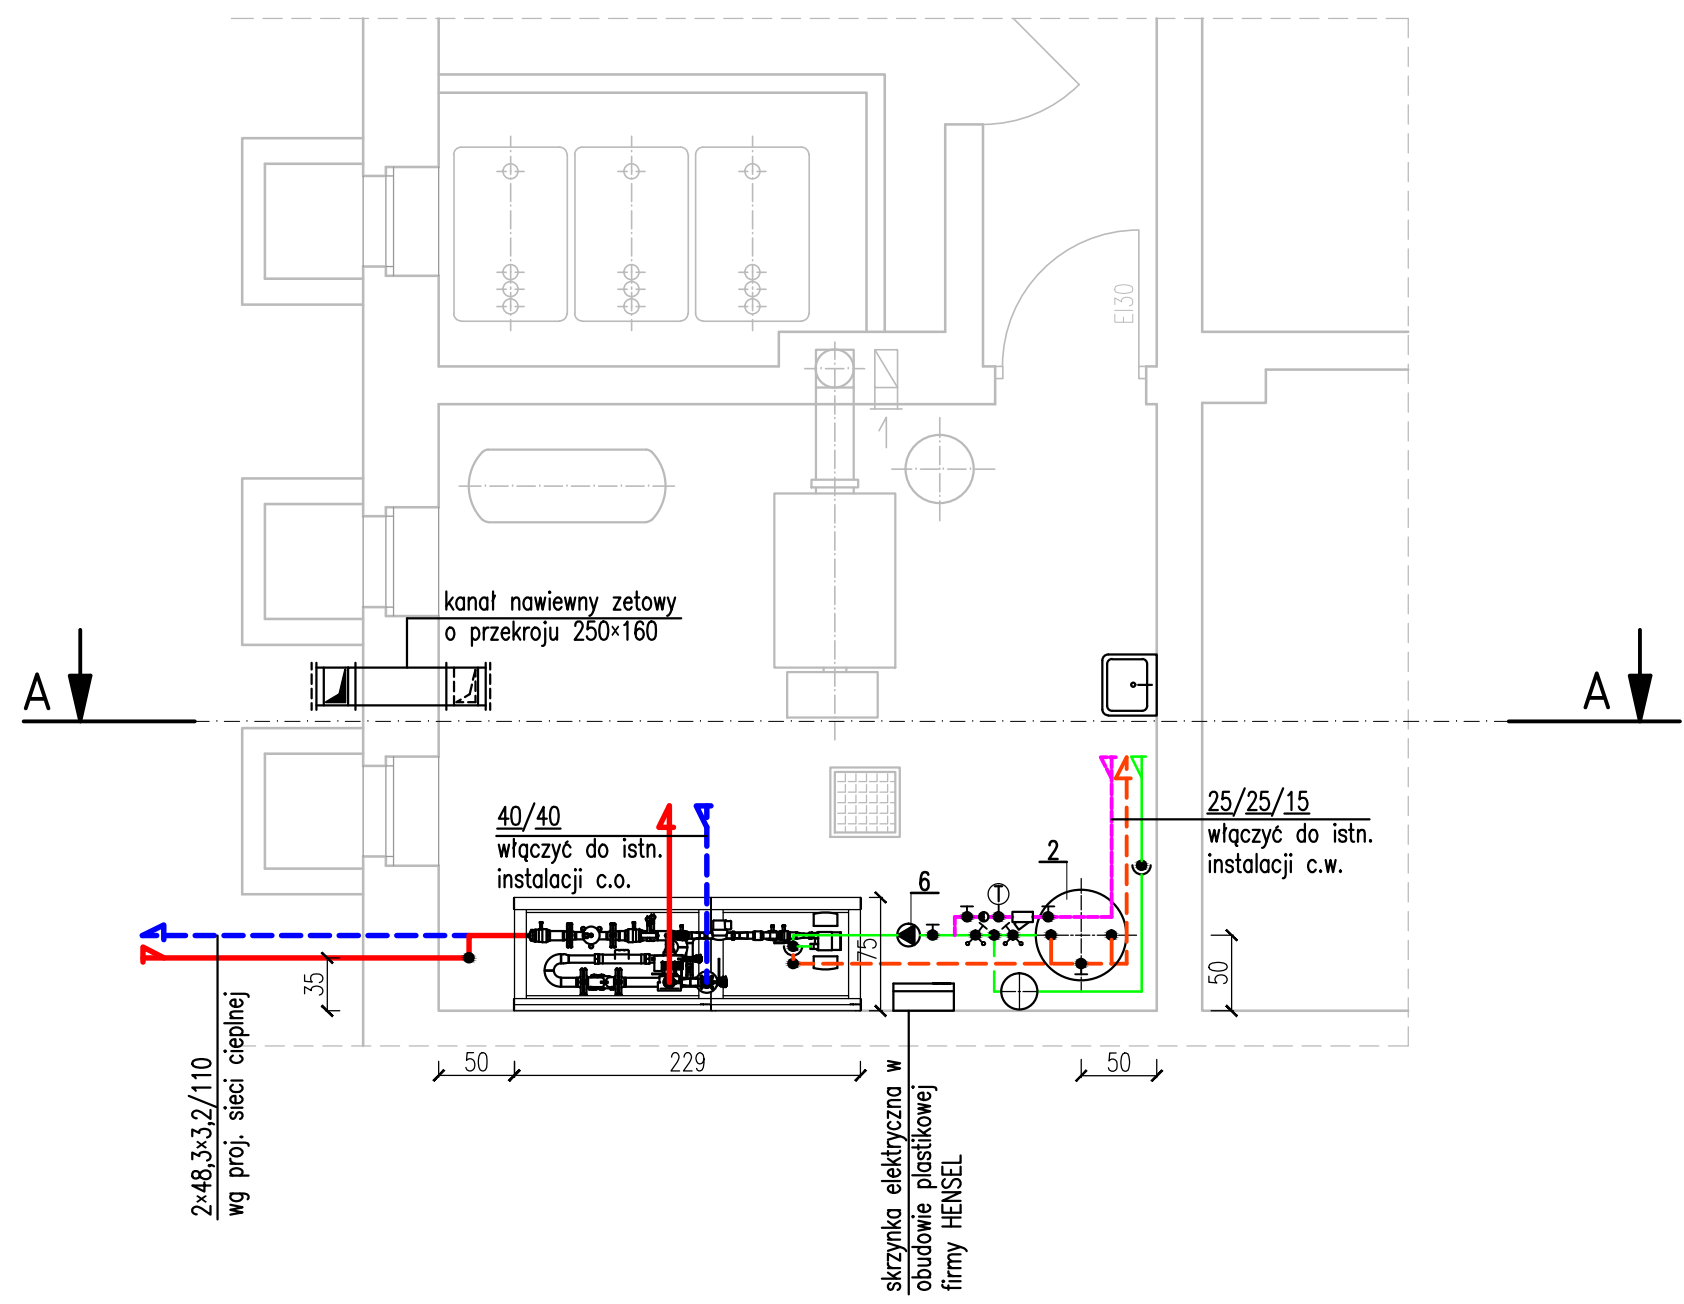 EI30
1
kanał nawiewny zetowy
o przekroju 250×160
A
A
40/40
włączyć do istn.
instalacji c.o.
25/25/15
włączyć do istn.
instalacji c.w.
2
6
T
75
35
50
50
229
50
2×48,3×3,2/110
wg proj. sieci cieplnej
skrzynka elektryczna w
obudowie plastikowej
firmy HENSEL